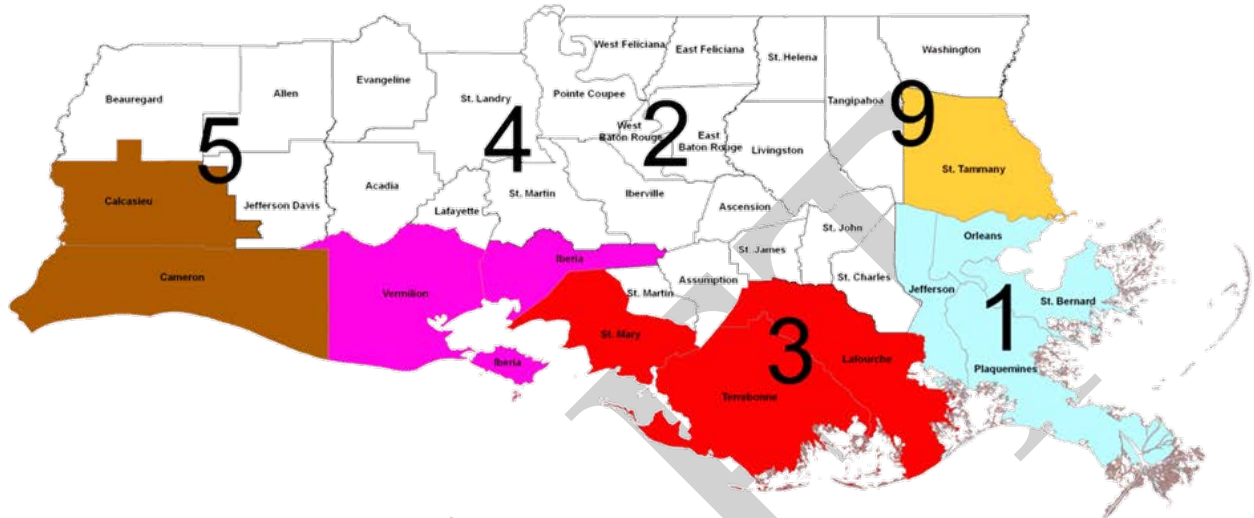 Washington
West Feliciana
East Feliciana
St. Helena
Evangeline
Allen
Beauregard
St. Landry
Pointe Coupee
Tangipahoa
9
5
4
2
West
Baton Rouge
East
Baton Rouge
Livingston
St. Tammany
Acadia
St. Martin
Iberville
Calcasieu
Jefferson Davis
Lafayette
Ascension
St. John
Orleans
St. James
Iberia
Cameron
Assumption
St. Charles
Vermilion
St. Martin
Jefferson
St. Bernard
1
St. Mary
3
Lafourche
Iberia
Plaquemines
Terrebonne